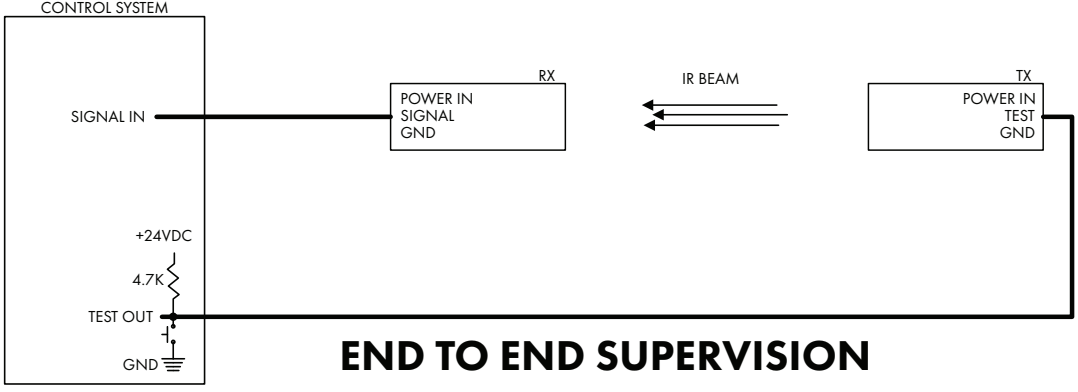 CONTROL SYSTEM
SIGNAL IN
RX
POWER IN
SIGNAL
GND
IR BEAM
TX
POWER IN
TEST
GND
+24VDC
4.7K
TEST OUT
GND
END TO END SUPERVISION